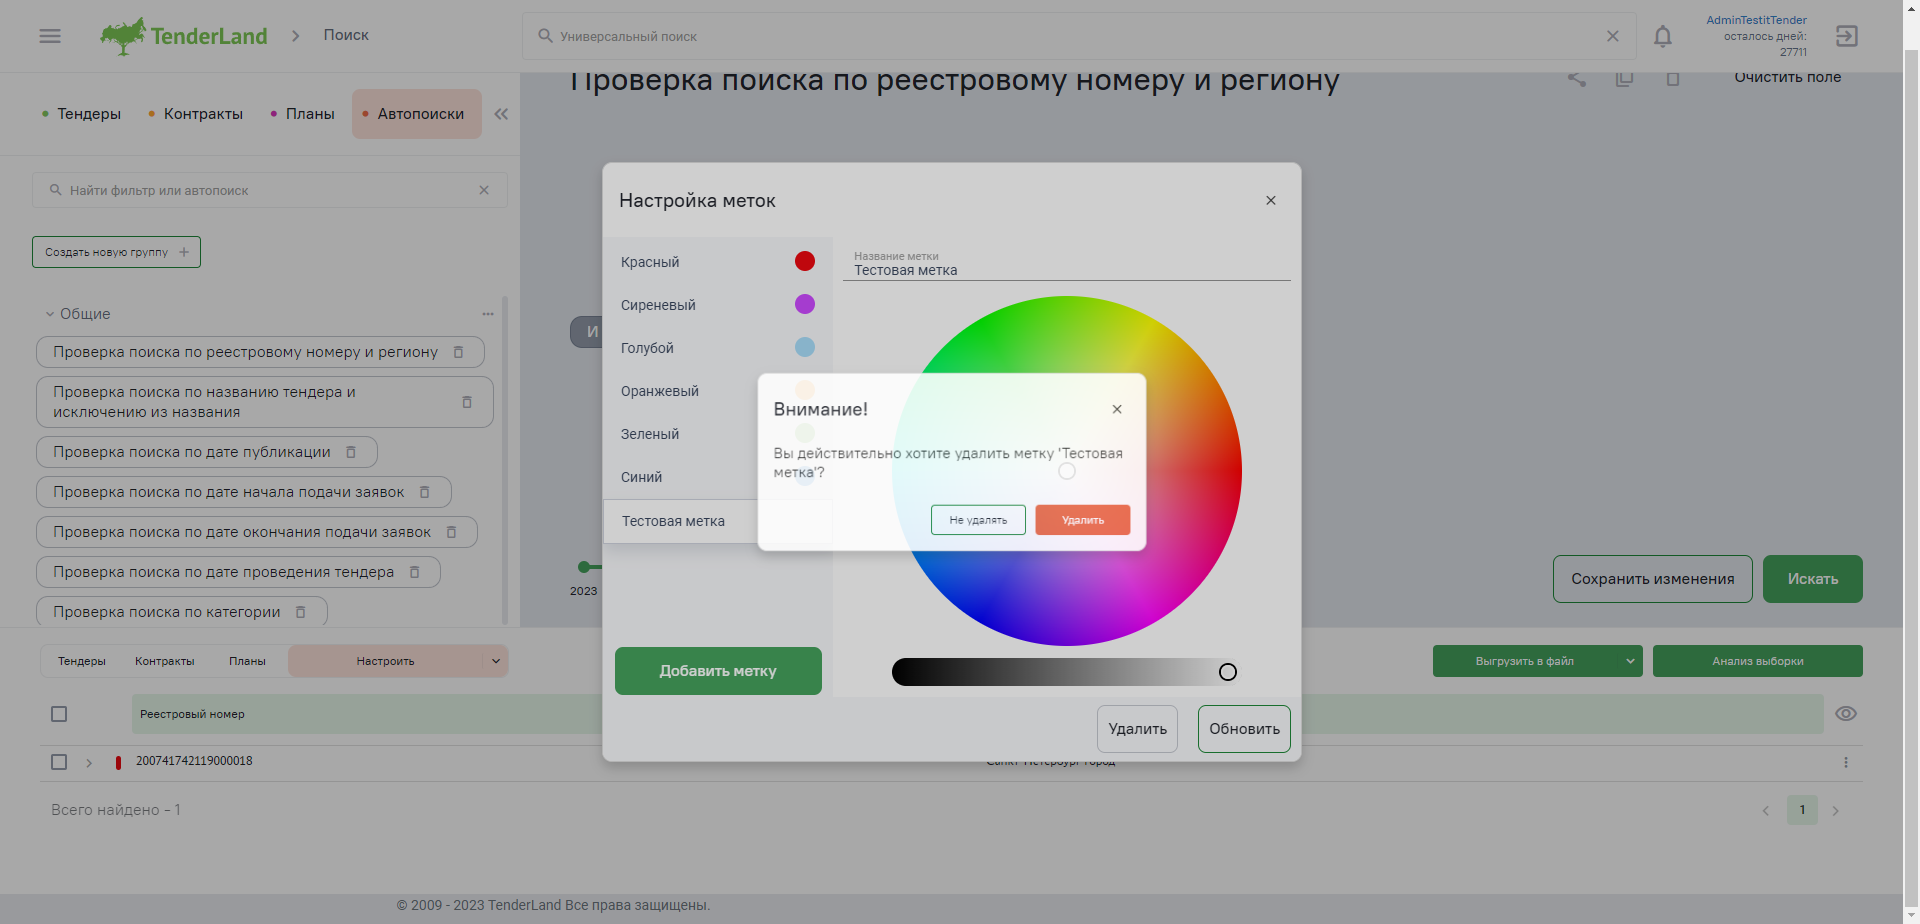 TenderLand
Поиск
Универсальный поиск
AdminTestitTender
осталось дней:
27711
Тендеры
Контракты
Планы
Автопоиски
Проверка поиска по реестровому номеру и региону
Очистить поле
Найти фильтр или автопоиск
Создать новую группу
Общие
Проверка поиска по реестровому номеру и региону
Проверка поиска по названию тендера и
исключению из названия
Проверка поиска по дате публикации
Проверка поиска по дате начала подачи заявок
Проверка поиска по дате окончания подачи заявок
Проверка поиска по дате проведения тендера
Проверка поиска по категории
И
2023
Сохранить изменения
Искать
Настройка меток
Красный
Сиреневый
Голубой
Оранжевый
Зеленый
Синий
Тестовая метка
Название метки
Тестовая метка
Внимание!
Вы действительно хотите удалить метку 'Тестовая
метка'?
Не удалять
Удалить
Добавить метку
Удалить
Обновить
Тендеры
Контракты
Планы
Настроить
Выгрузить в файл
Анализ выборки
Реестровый номер
200741742119000018
Санкт-Петербург город
Всего найдено - 1
1
© 2009 - 2023 TenderLand Все права защищены.